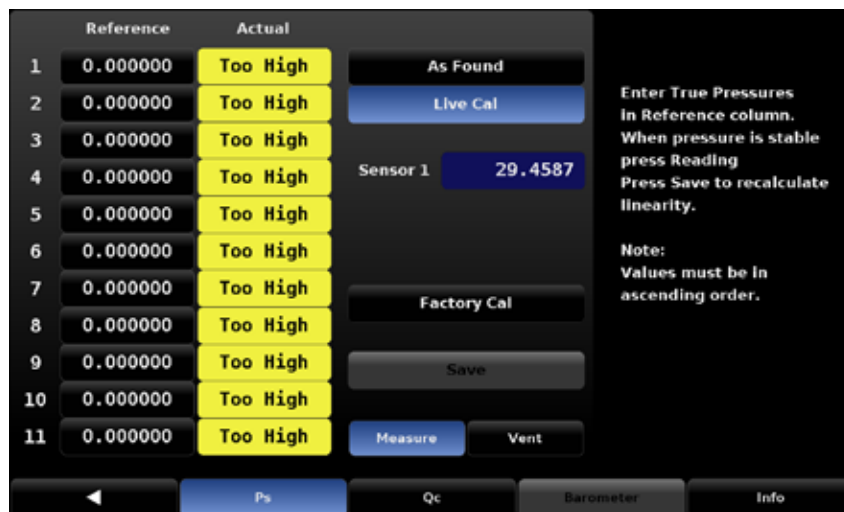 Reference Actual
1 0.000000 Too High As Found
2 0.000000 Too High Live Cal
3 0.000000 Too High
4 0.000000 Too High Sensor 1 29.4587
5 0.000000 Too High
6 0.000000 Too High
7 0.000000 Too High Factory Cal
8 0.000000 Too High
9 0.000000 Too High Save
10 0.000000 Too High
11 0.000000 Too High Measure Vent
Enter True Pressures
in Reference column.
When pressure is stable
press Reading
Press Save to recalculate
linearity.
Note:
Values must be in
ascending order.
Ps Qc Barometer Info